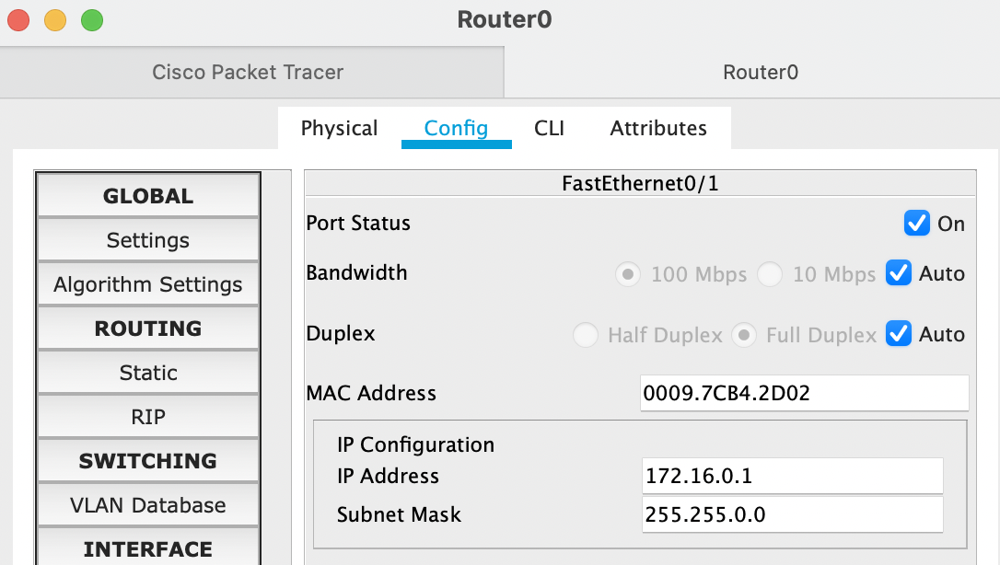 Router0
Cisco Packet Tracer
Router0
Physical
Config
CLI
Attributes
GLOBAL
Settings
Algorithm Settings
ROUTING
Static
RIP
SWITCHING
VLAN Database
INTERFACE
FastEthernet0/1
Port Status
On
Bandwidth
100 Mbps
10 Mbps
Auto
Duplex
Half Duplex
Full Duplex
Auto
MAC Address
0009.7CB4.2D02
IP Configuration
IP Address
172.16.0.1
Subnet Mask
255.255.0.0